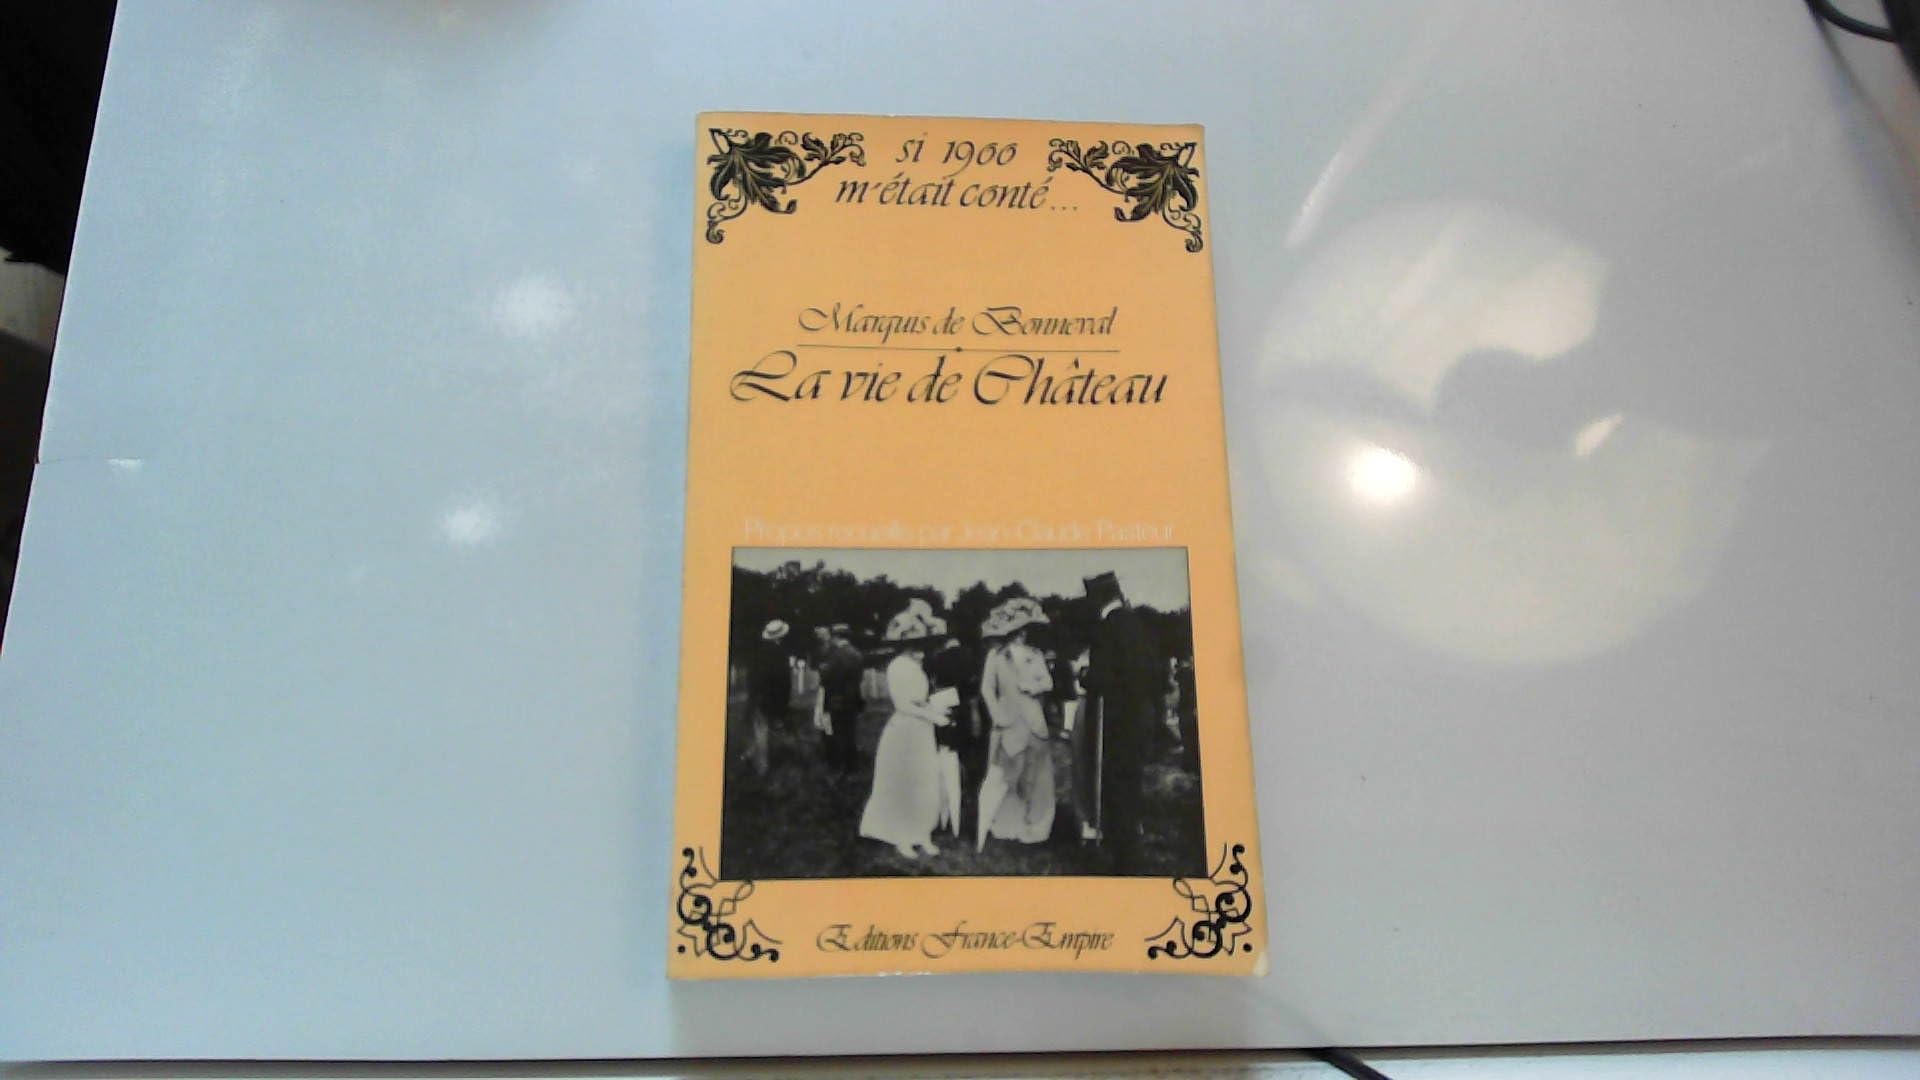 si 1900
m'était conté...
Marquis de Bonneval
La vie de Château
Propos recueillis par Jean-Claude Pasteur
Editions France-Empire